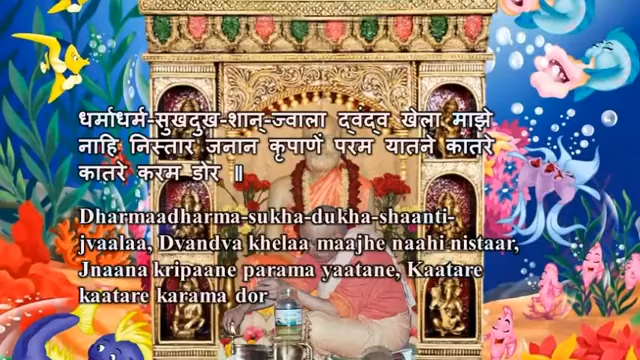 धर्माधर्म-सुखदुख-शान्-ज्वाला द्वंद्व खेला माझे
नाहि निस्तार जनान कृपाणें परम यातने कातरे
कातरे करम डोर ॥
Dharmaadharma-sukha-dukha-shaanti-
jvaalaa, Dvandva khelaa maajhe naahi nistaar,
Jnaana kripaane parama yaatane, Kaatare
kaatare karama dor